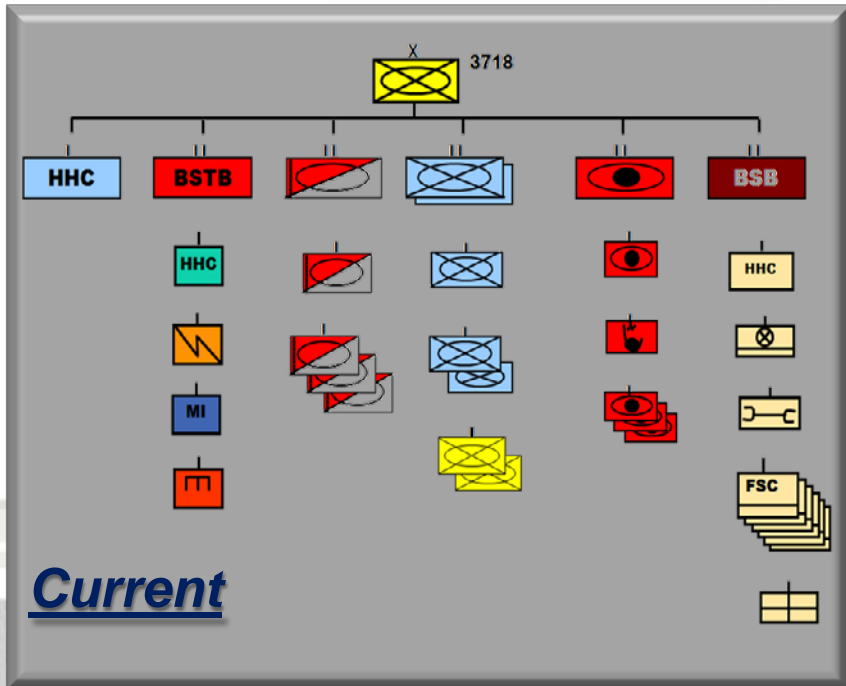 X
3718
I
II
II
II
II
II
HHC
BSTB
BSB
HHC
HHC
MI
FSC
Current